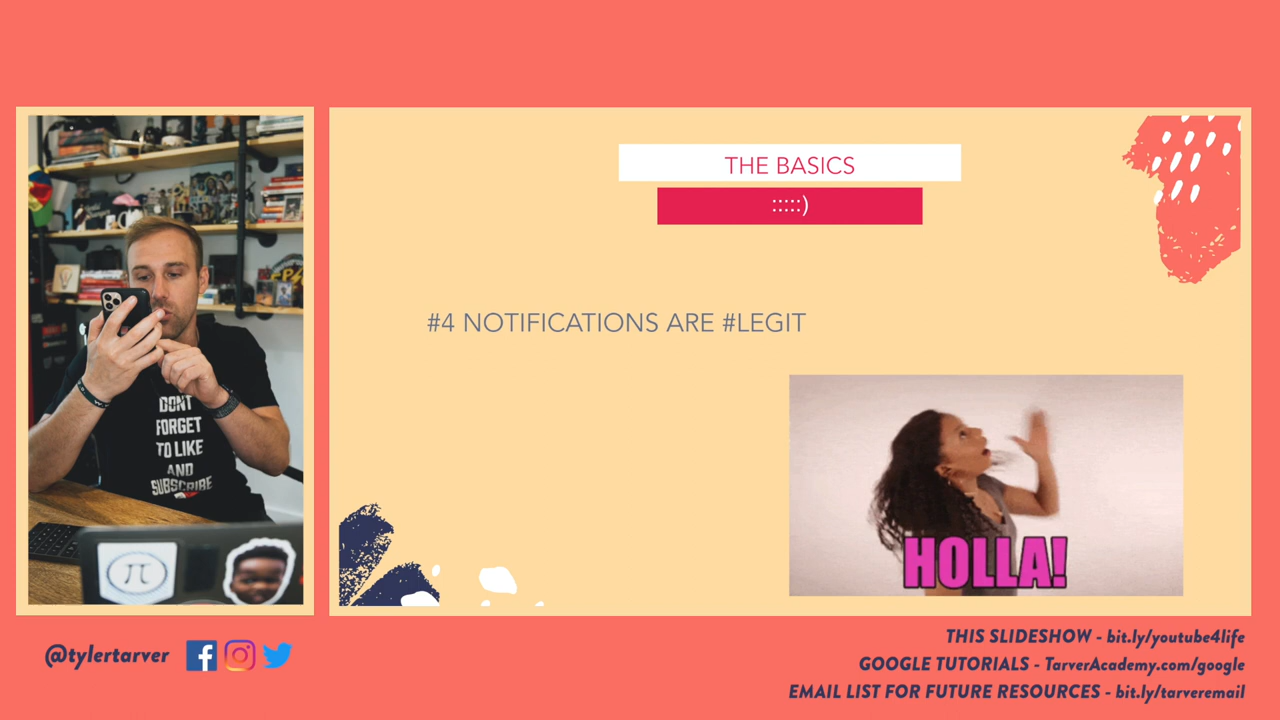 THE BASICS
:::::)
#4 NOTIFICATIONS ARE #LEGIT
DONT
FORGET
TO LIKE
AND
SUBSCRIBE
π
HOLLA!
@tylertarver
THIS SLIDESHOW - bit.ly/youtube4life
GOOGLE TUTORIALS - TarverAcademy.com/google
EMAIL LIST FOR FUTURE RESOURCES - bit.ly/tarveremail